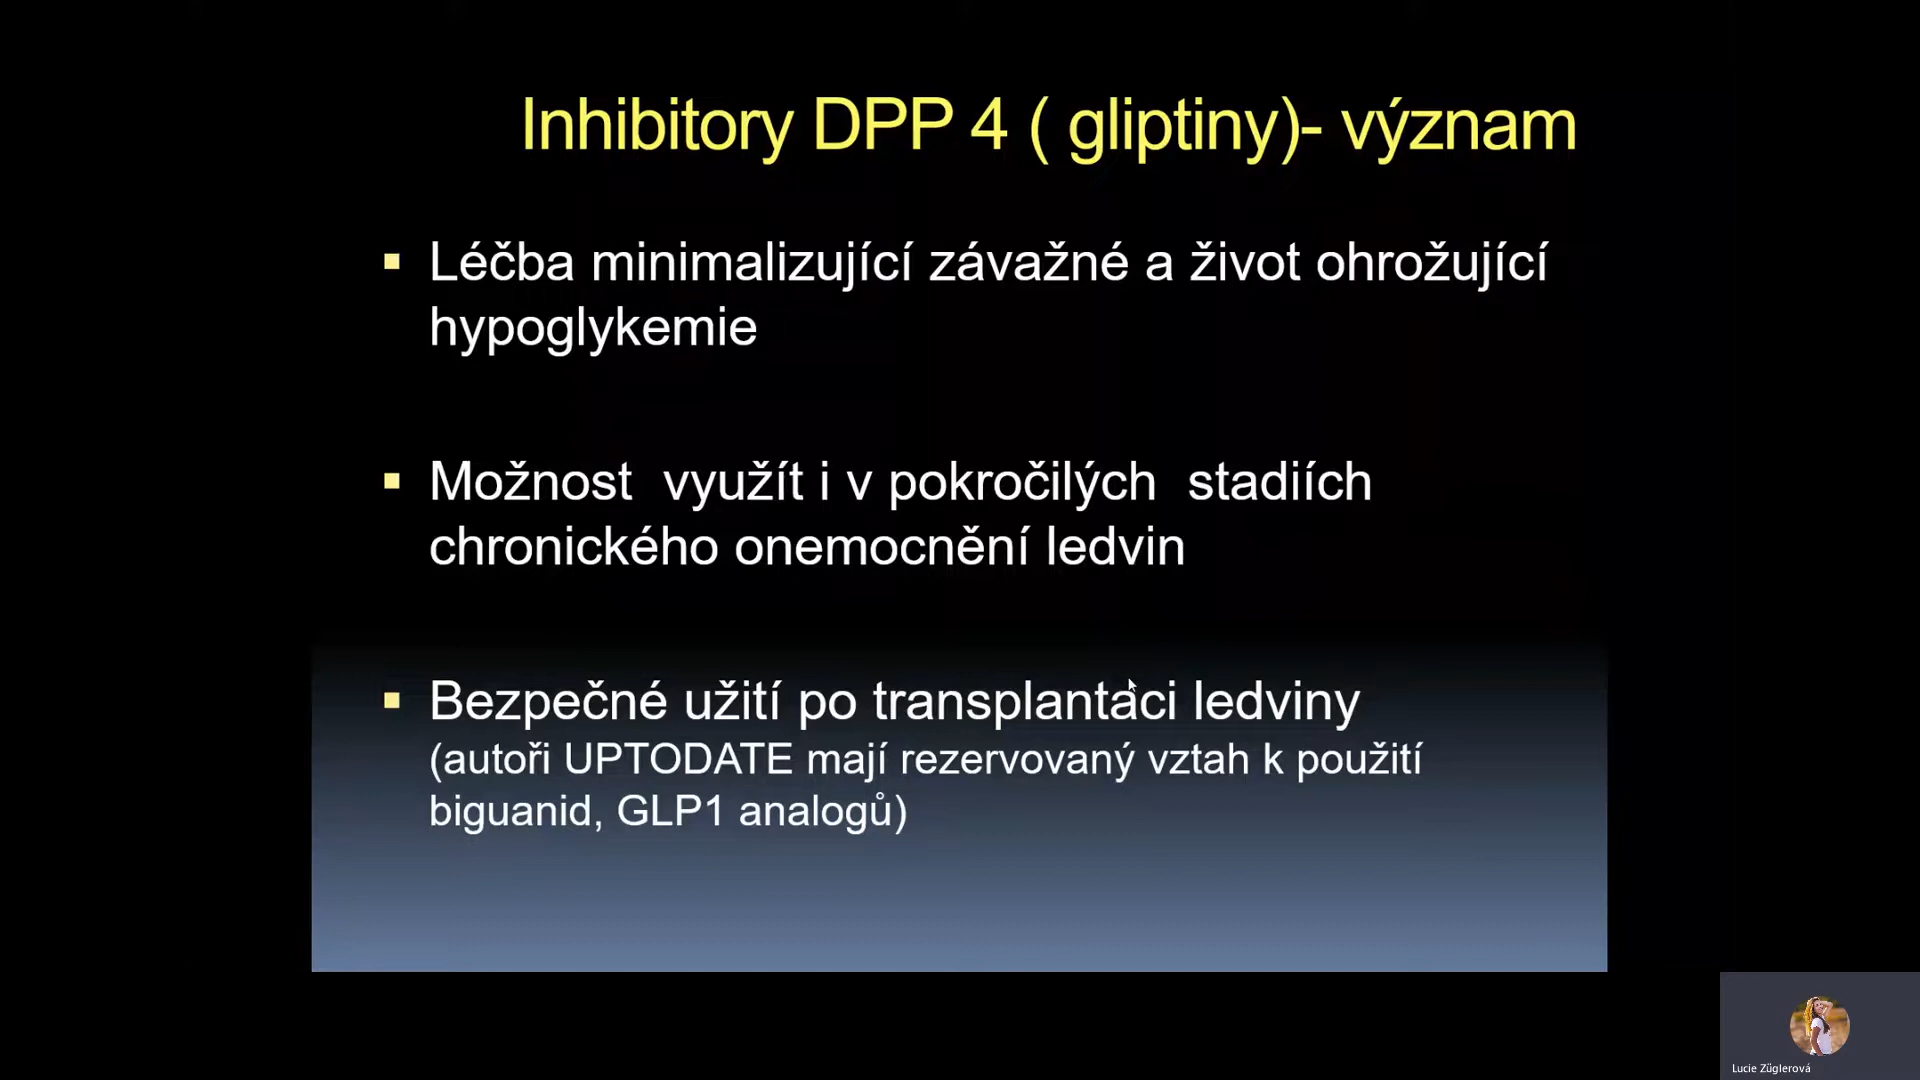 Inhibitory DPP 4 ( gliptiny)- význam
▪ Léčba minimalizující závažné a život ohrožující
hypoglykemie
▪ Možnost  využít i v pokročilých  stadiích
chronického onemocnění ledvin
▪ Bezpečné užití po transplantaci ledviny
(autoři UPTODATE mají rezervovaný vztah k použití
biguanid, GLP1 analogů)
Lucie Züglerová